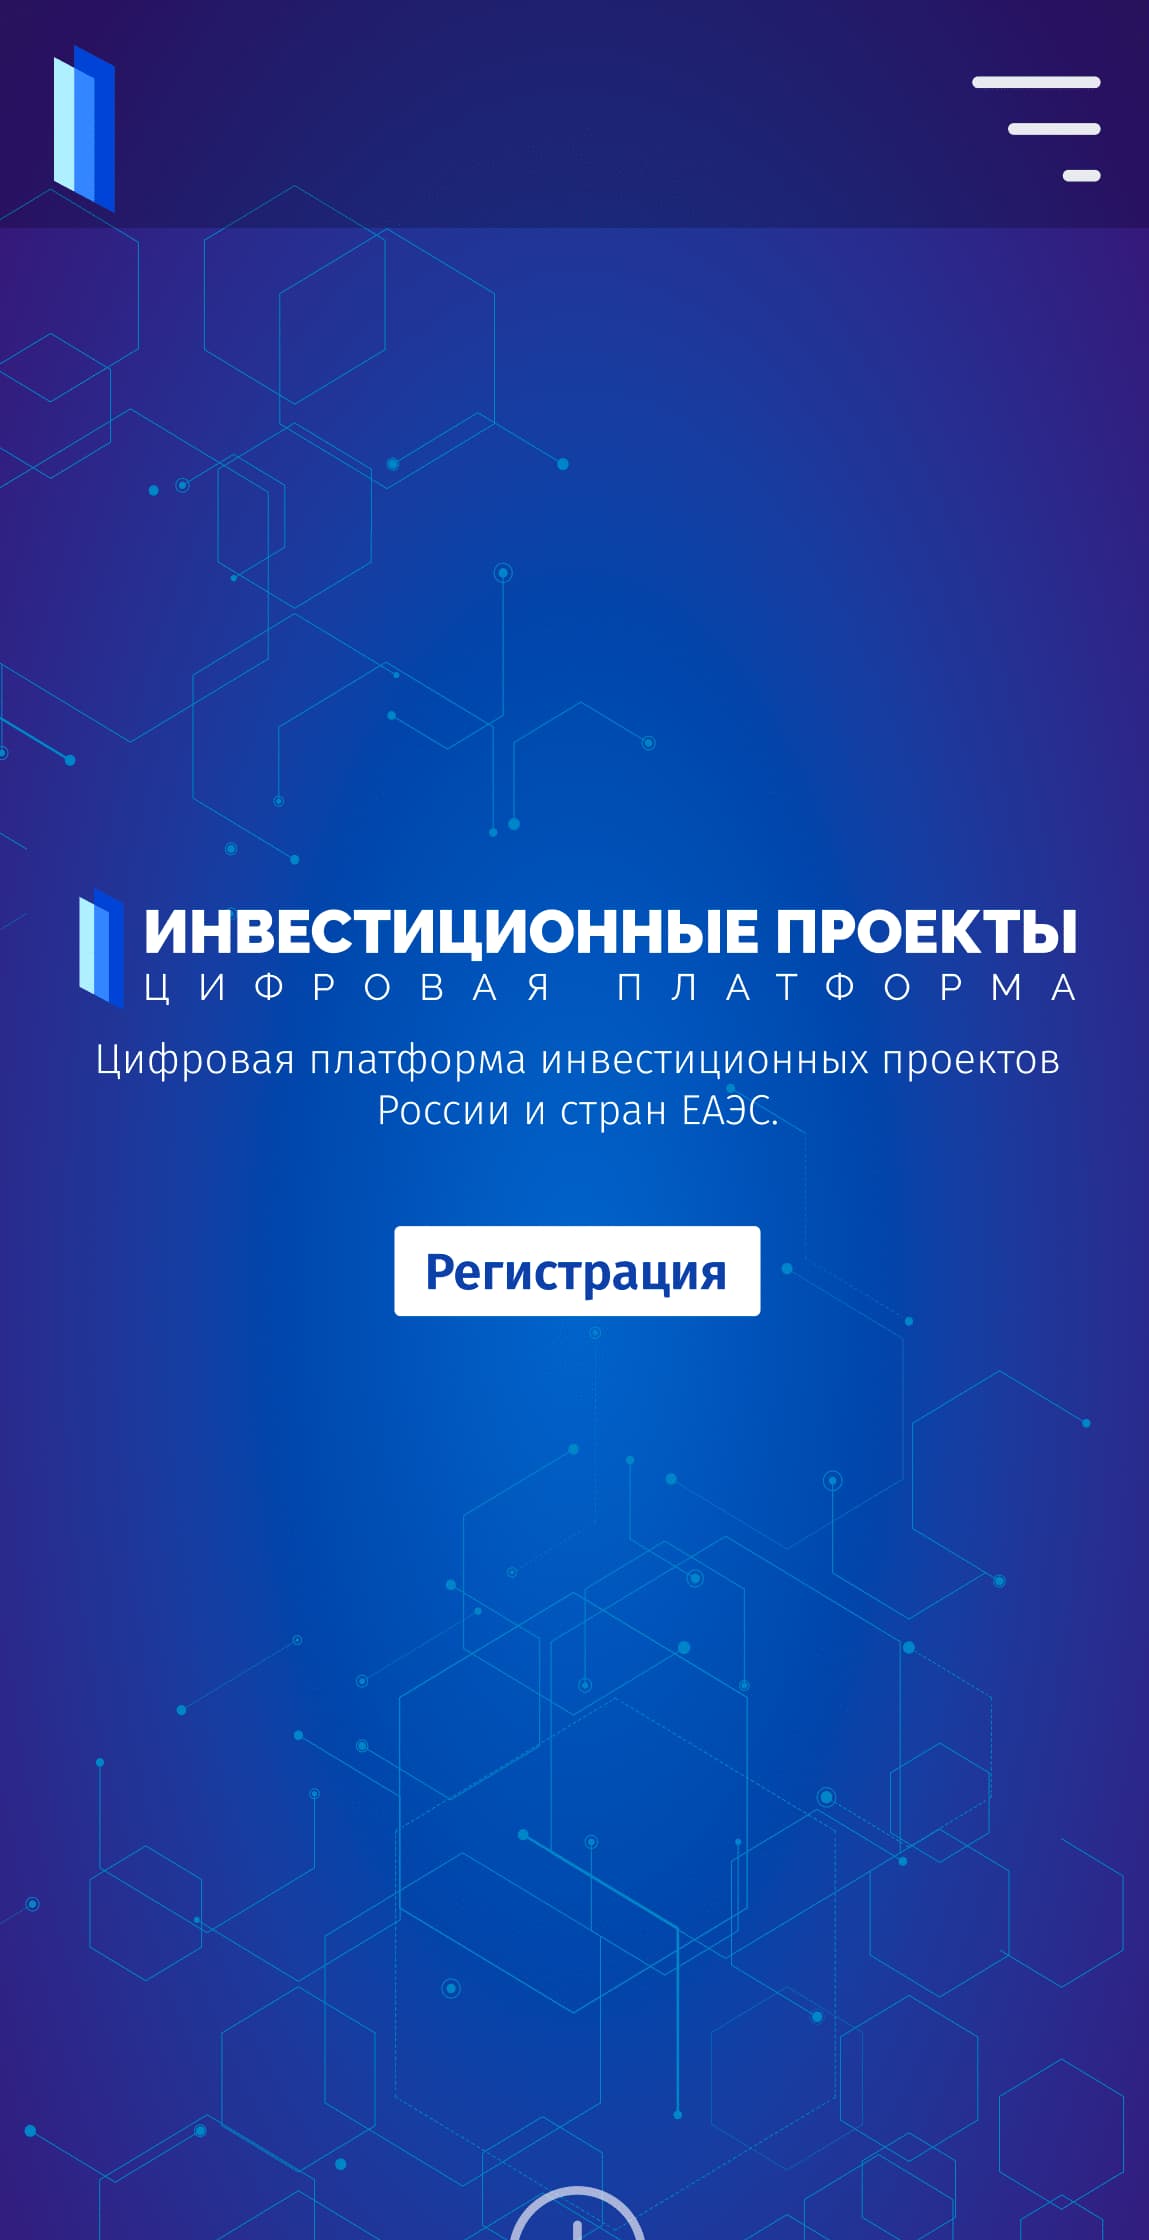 ИНВЕСТИЦИОННЫЕ ПРОЕКТЫ
ЦИФРОВАЯ ПЛАТФОРМА
Цифровая платформа инвестиционных проектов
России и стран ЕАЭС.
Регистрация